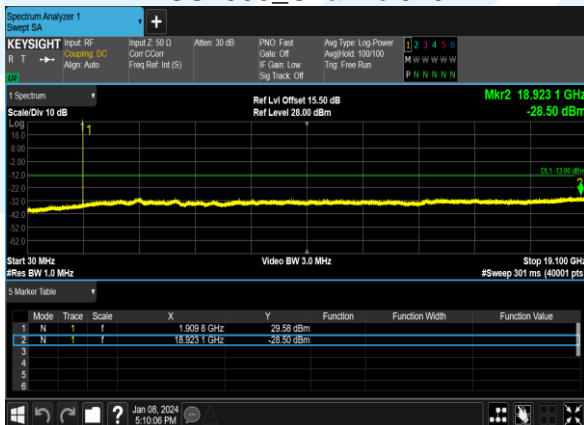 Spectrum Analyzer 1
Swept SA
+
KEYSIGHT
R T
Input: RF
Coupling: DC
Align: Auto
Input Z: 50 Ω
Corr CCorr
Freq Ref: Int (S)
Atten: 30 dB
PNO: Fast
Gate: Off
IF Gain: Low
Sig Track: Off
Avg Type: Log-Power
Avg|Hold: 100/100
Trig: Free Run
1 2 3 4 5 6
M W W W W W
P N N N N N
1 Spectrum
Scale/Div 10 dB
Ref Lvl Offset 15.50 dB
Ref Level 28.00 dBm
Mkr2 18.923 1 GHz
-28.50 dBm
Log
18.0
8.00
-2.00
-12.0
-22.0
-32.0
-42.0
-52.0
-62.0
1
DL1 -13.00 dBm
2
Start 30 MHz
#Res BW 1.0 MHz
Video BW 3.0 MHz
Stop 19.100 GHz
#Sweep 301 ms (40001 pts
5 Marker Table
Mode Trace Scale X Y Function Function Width Function Value
1 N 1 f 1.909 8 GHz 29.58 dBm
2 N 1 f 18.923 1 GHz -28.50 dBm
3
4
5
6
?
Jan 08, 2024
5:10:06 PM